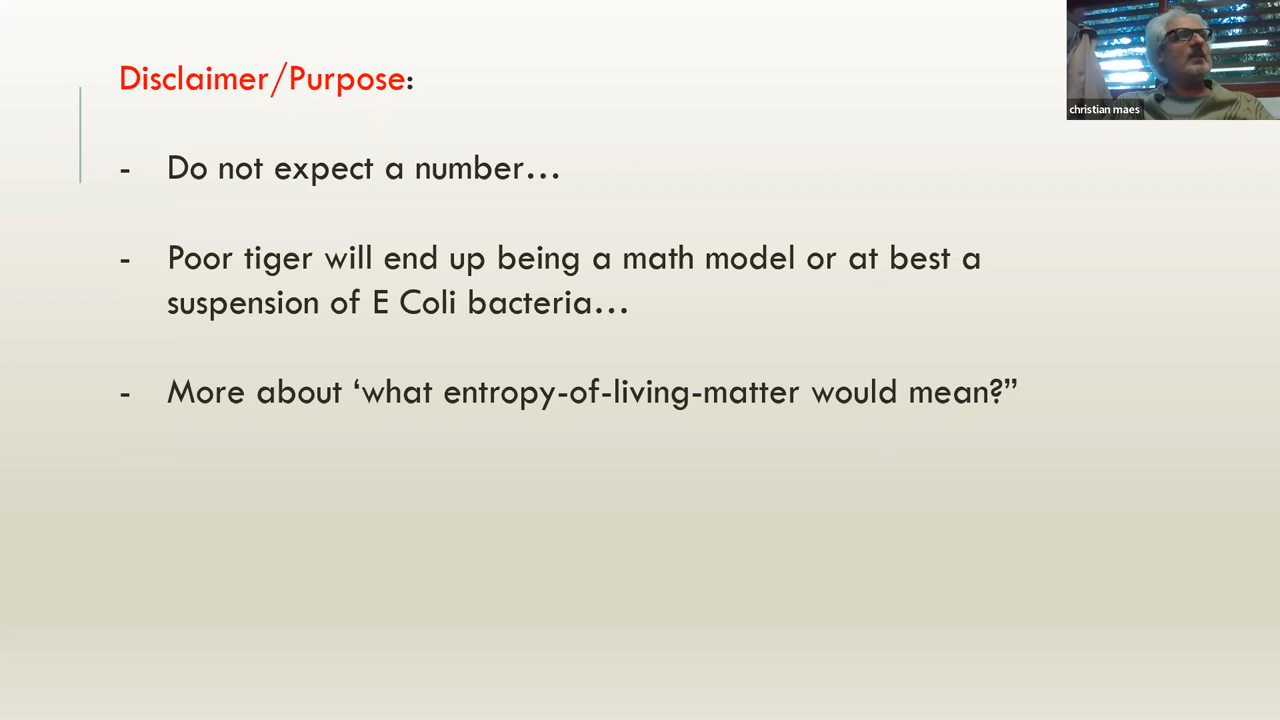 Disclaimer/Purpose:
- Do not expect a number…
- Poor tiger will end up being a math model or at best a
suspension of E Coli bacteria…
- More about ‘what entropy-of-living-matter would mean?”
christian maes